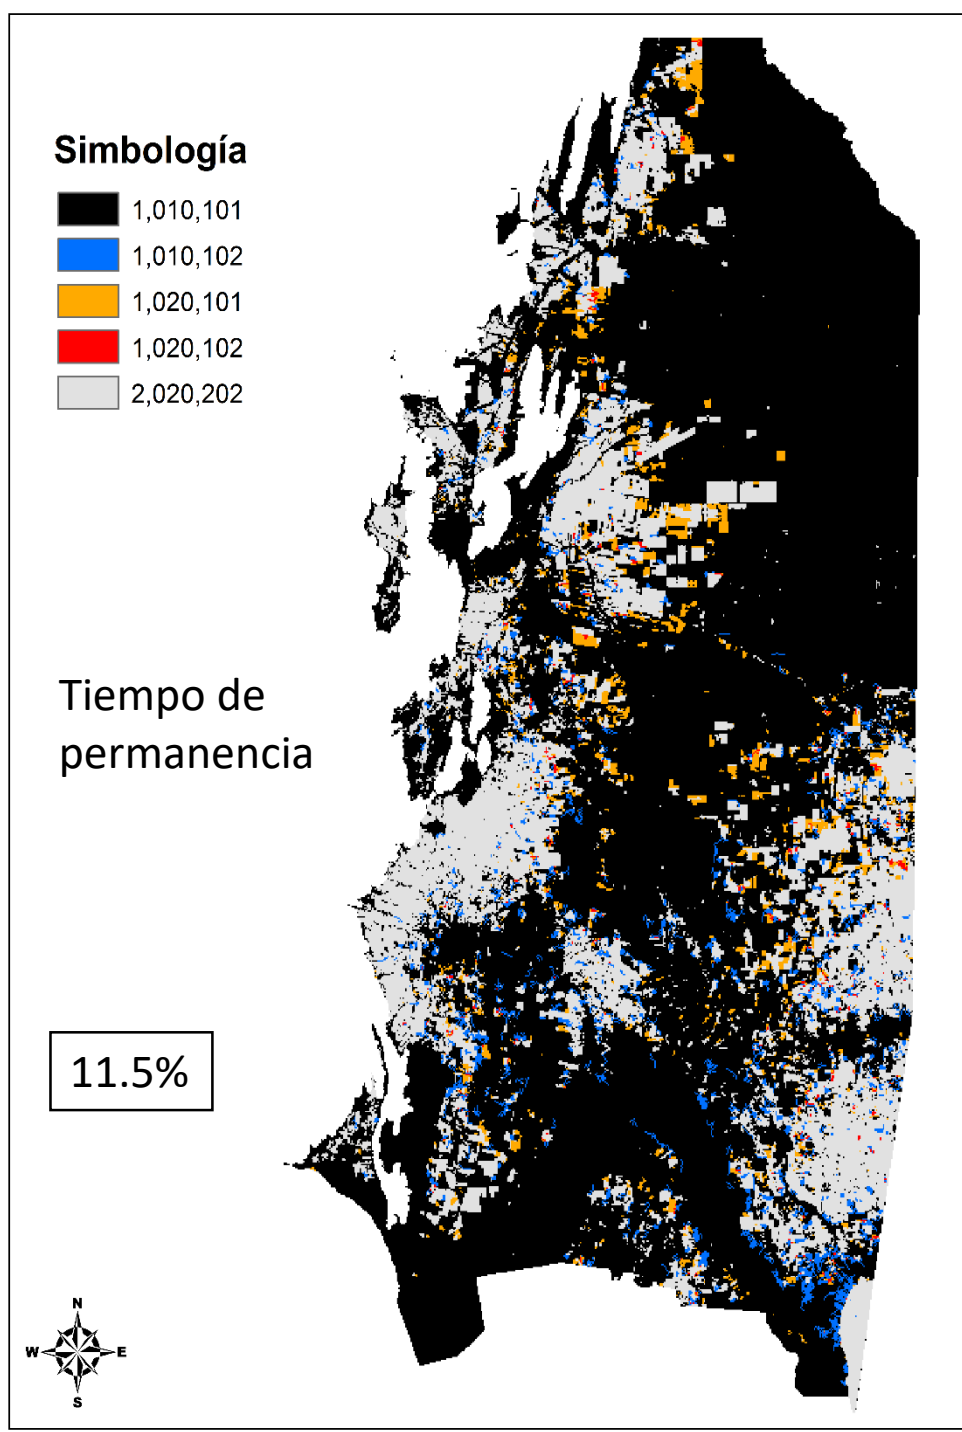 Simbología
1,010,101
1,010,102
1,020,101
1,020,102
2,020,202
Tiempo de
permanencia
11.5%
N
W E
S